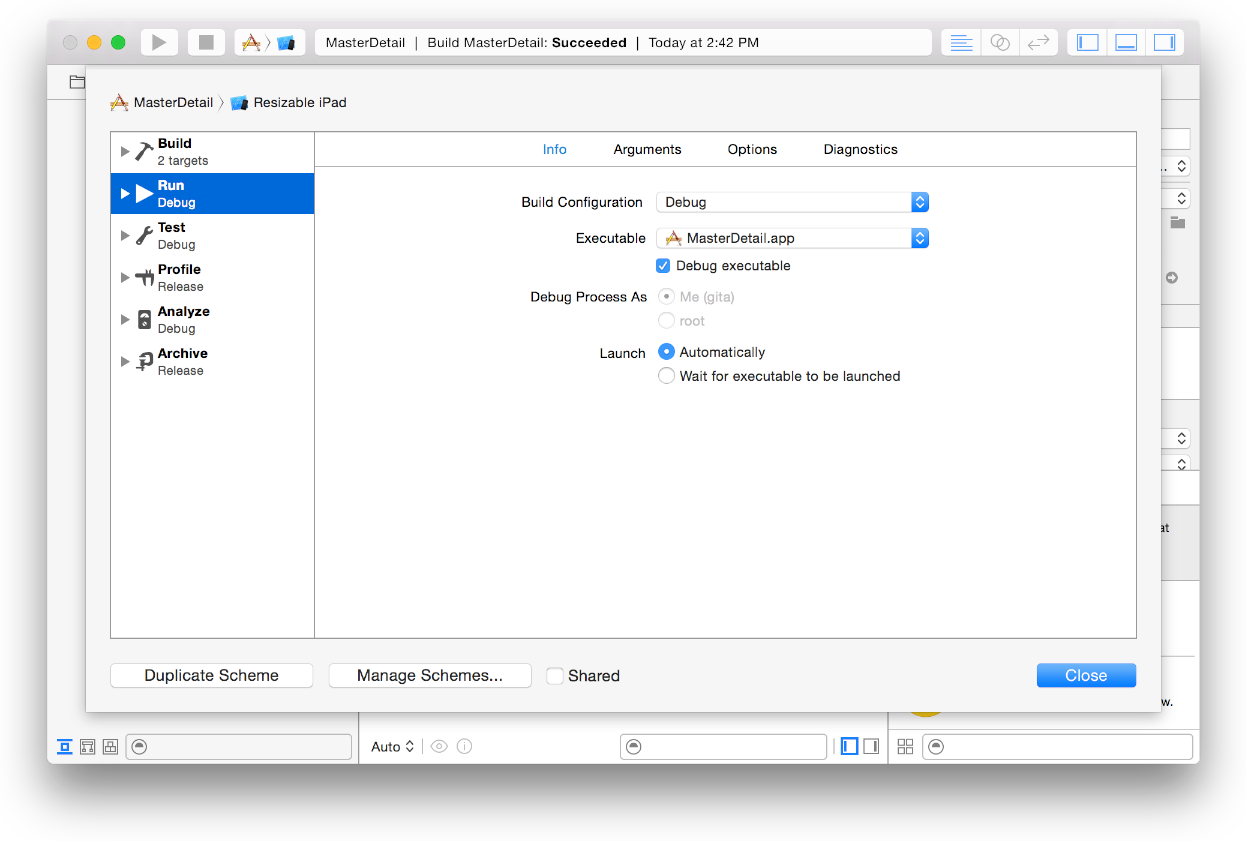 MasterDetail | Build MasterDetail: Succeeded | Today at 2:42 PM
MasterDetail 〉 Resizable iPad
Build
2 targets
Run
Debug
Test
Debug
Profile
Release
Analyze
Debug
Archive
Release
Info Arguments Options Diagnostics
Build Configuration Debug
Executable MasterDetail.app
Debug executable
Debug Process As Me (gita)
root
Launch Automatically
Wait for executable to be launched
at
Duplicate Scheme Manage Schemes... Shared Close
w.
Auto